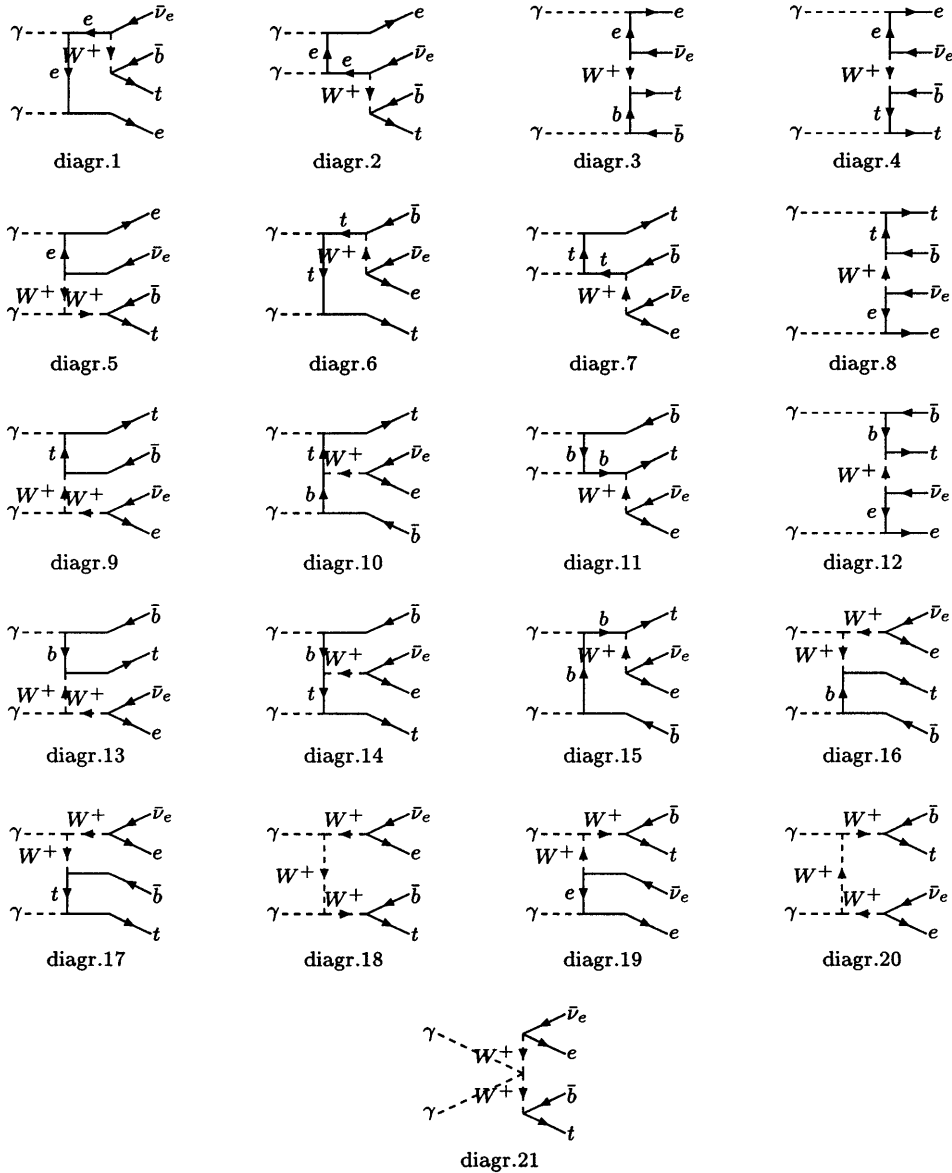 γ e ν̄e
W+ b̄
e t
γ e
diagr.1
γ e
e ν̄e
γ e
W+ b̄
t
diagr.2
e
e
ν̄e
W+
t
b
γ b̄
diagr.3
γ e
e
ν̄e
W+
b̄
t
γ t
diagr.4
γ e
e ν̄e
W+ W+ b̄
γ t
diagr.5
γ t b̄
W+ ν̄e
t e
γ t
diagr.6
γ t
t t b̄
γ
W+ ν̄e
e
diagr.7
γ t
t
b̄
W+
ν̄e
e
γ e
diagr.8
γ t
t b̄
W+ W+ ν̄e
γ e
diagr.9
γ t
t ν̄e
W+
b e
γ b̄
diagr.10
γ b̄
b b t
γ
W+ ν̄e
e
diagr.11
γ b̄
b
t
W+
ν̄e
e
γ e
diagr.12
γ b̄
b t
W+ W+ ν̄e
γ e
diagr.13
γ b̄
b W+ ν̄e
t e
γ t
diagr.14
γ b t
W+ ν̄e
b e
γ b̄
diagr.15
γ W+ ν̄e
W+ e
b t
γ b̄
diagr.16
γ W+ ν̄e
W+ e
t b̄
γ t
diagr.17
γ W+ ν̄e
e
W+
W+ b̄
γ t
diagr.18
γ W+ b̄
W+ t
e ν̄e
γ e
diagr.19
γ W+ b̄
t
W+
W+ ν̄e
γ e
diagr.20
γ ν̄e
W+ e
W+ b̄
γ t
diagr.21